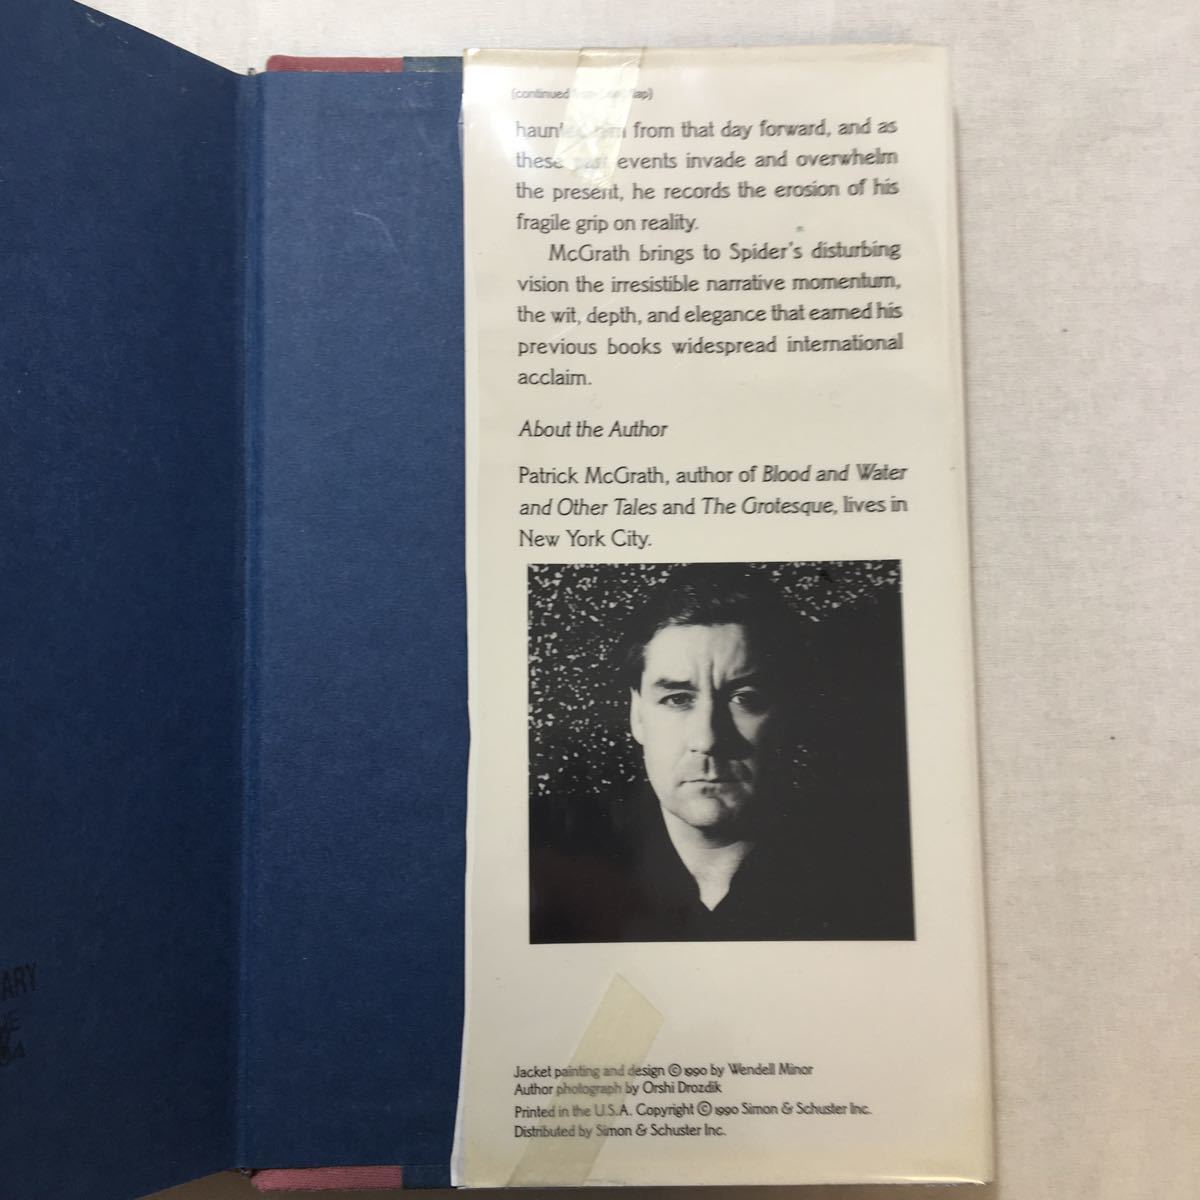 (continued flap)
haunted him from that day forward, and as
these past events invade and overwhelm
the present, he records the erosion of his
fragile grip on reality.
McGrath brings to Spider's disturbing
vision the irresistible narrative momentum,
the wit, depth, and elegance that earned his
previous books widespread international
acclaim.
About the Author
Patrick McGrath, author of Blood and Water
and Other Tales and The Grotesque, lives in
New York City.
Jacket painting and design © 1990 by Wendell Minor
Author photograph by Orshi Drozdik
Printed in the U.S.A. Copyright © 1990 Simon & Schuster Inc.
Distributed by Simon & Schuster Inc.
ARY